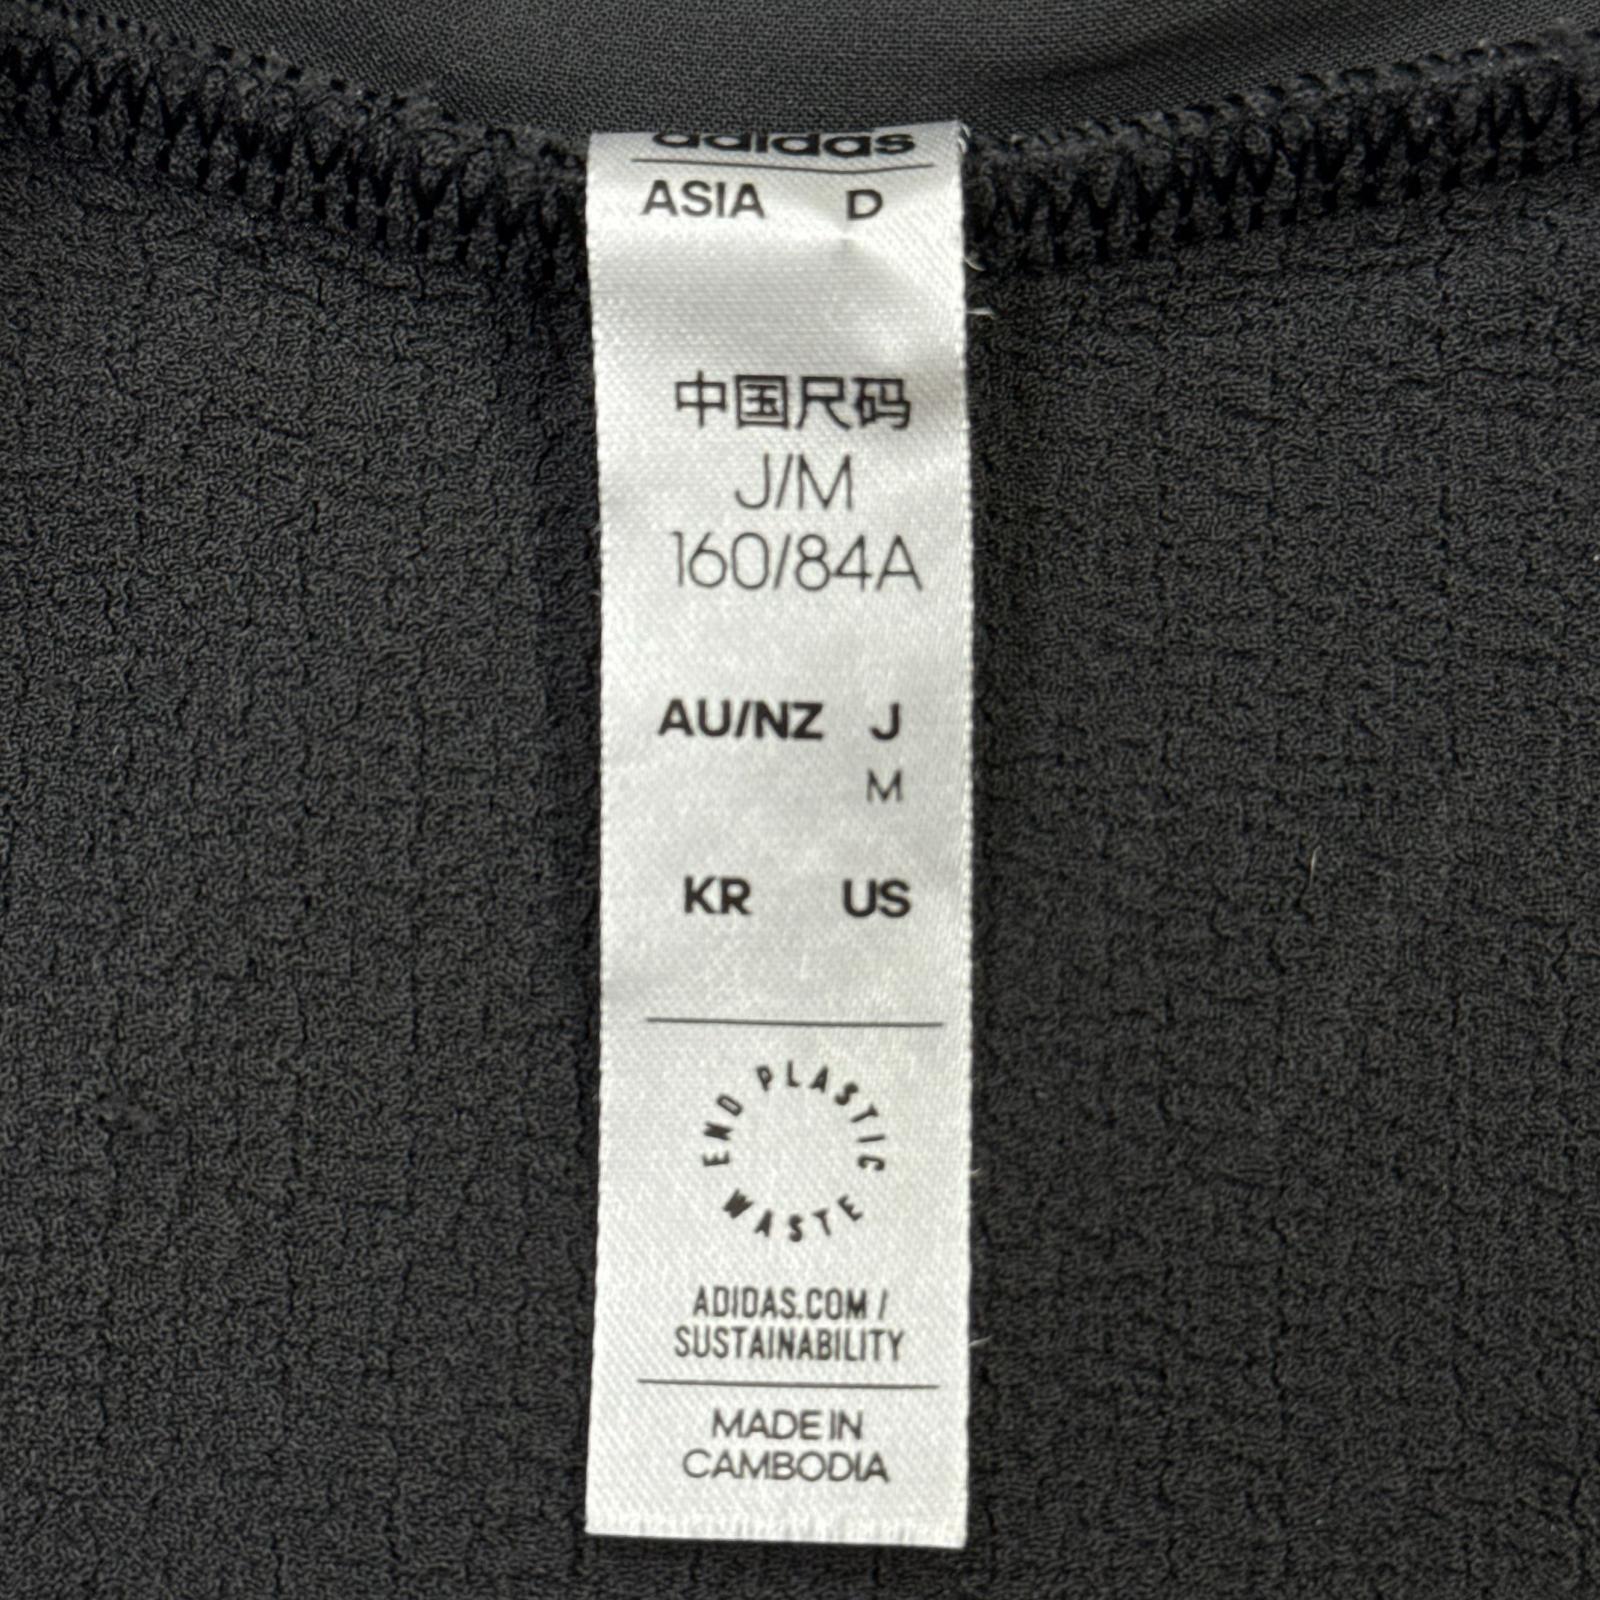 adidas
ASIA D
中国尺码
J/M
160/84A
AU/NZ J
M
KR US
END PLASTIC WASTE
ADIDAS.COM /
SUSTAINABILITY
MADE IN
CAMBODIA